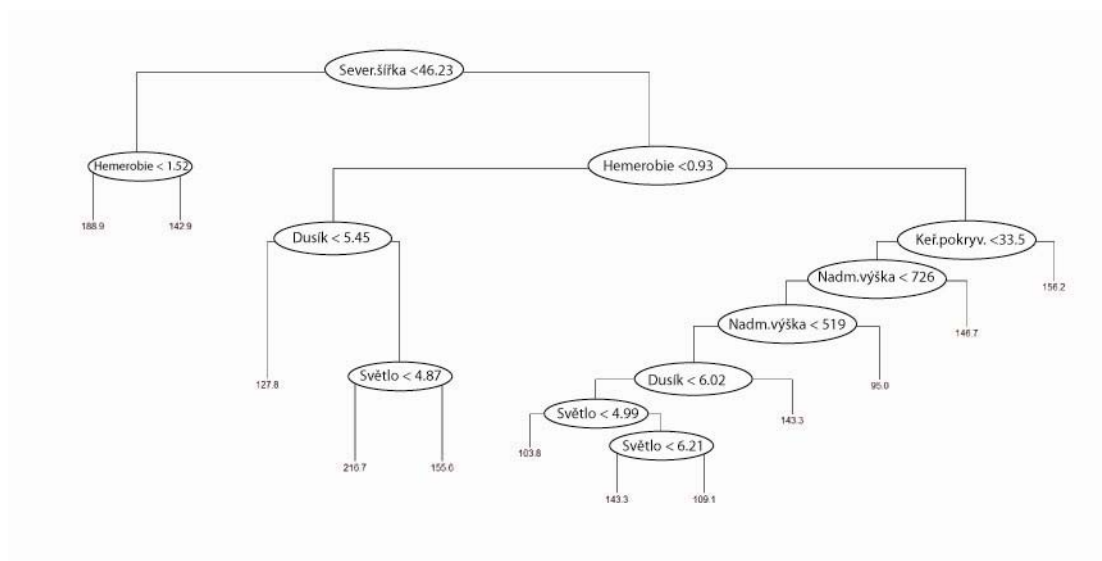 Sever.šířka <46.23
Hemerobie < 1.52
Hemerobie <0.93
188.9
142.9
Dusík < 5.45
Keř.pokryv. <33.5
Nadm.výška < 726
156.2
Nadm.výška < 519
146.7
127.8
Světlo < 4.87
Dusík < 6.02
95.0
Světlo < 4.99
143.3
Světlo < 6.21
103.8
216.7
155.6
143.3
109.1